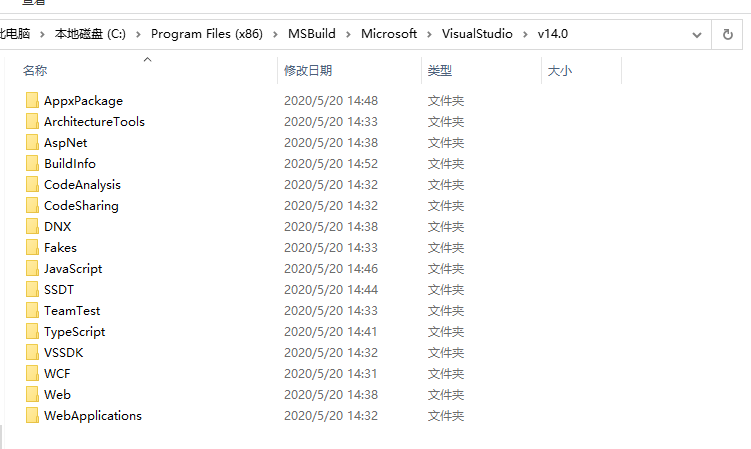 查看
此电脑 > 本地磁盘 (C:) > Program Files (x86) > MSBuild > Microsoft > VisualStudio > v14.0
名称 修改日期 类型 大小
AppxPackage 2020/5/20 14:48 文件夹
ArchitectureTools 2020/5/20 14:33 文件夹
AspNet 2020/5/20 14:38 文件夹
BuildInfo 2020/5/20 14:52 文件夹
CodeAnalysis 2020/5/20 14:32 文件夹
CodeSharing 2020/5/20 14:32 文件夹
DNX 2020/5/20 14:38 文件夹
Fakes 2020/5/20 14:33 文件夹
JavaScript 2020/5/20 14:46 文件夹
SSDT 2020/5/20 14:44 文件夹
TeamTest 2020/5/20 14:33 文件夹
TypeScript 2020/5/20 14:41 文件夹
VSSDK 2020/5/20 14:32 文件夹
WCF 2020/5/20 14:31 文件夹
Web 2020/5/20 14:38 文件夹
WebApplications 2020/5/20 14:32 文件夹